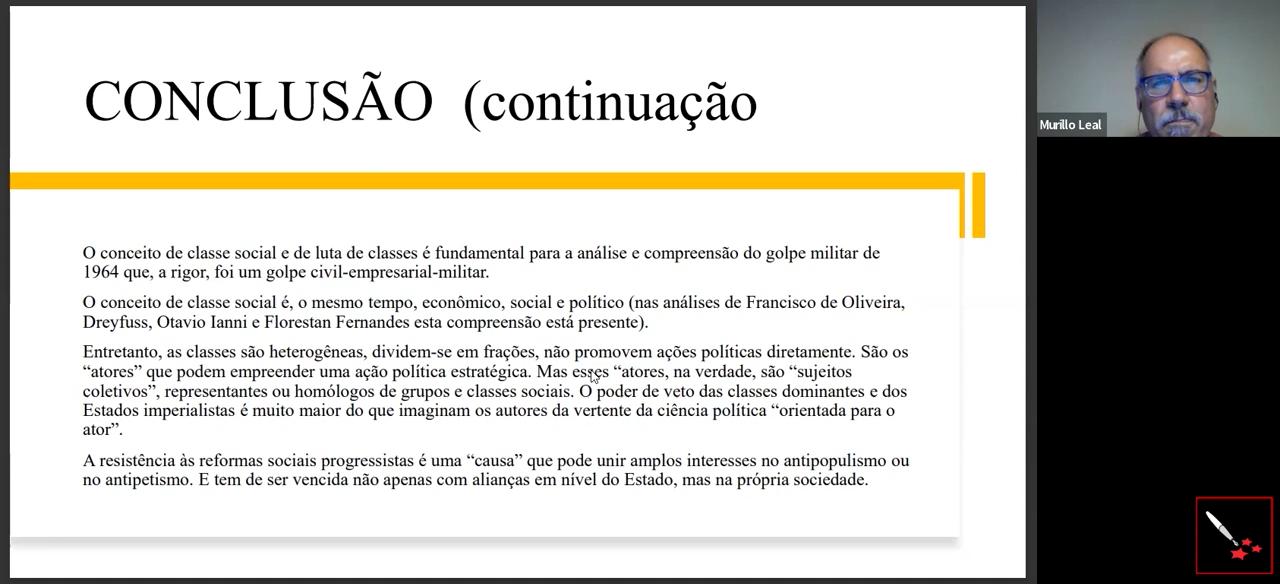 CONCLUSÃO (continuação
O conceito de classe social e de luta de classes é fundamental para a análise e compreensão do golpe militar de
1964 que, a rigor, foi um golpe civil-empresarial-militar.
O conceito de classe social é, o mesmo tempo, econômico, social e político (nas análises de Francisco de Oliveira,
Dreyfuss, Otavio Ianni e Florestan Fernandes esta compreensão está presente).
Entretanto, as classes são heterogêneas, dividem-se em frações, não promovem ações políticas diretamente. São os
“atores” que podem empreender uma ação política estratégica. Mas esses “atores, na verdade, são “sujeitos
coletivos”, representantes ou homólogos de grupos e classes sociais. O poder de veto das classes dominantes e dos
Estados imperialistas é muito maior do que imaginam os autores da vertente da ciência política “orientada para o
ator”.
A resistência às reformas sociais progressistas é uma “causa” que pode unir amplos interesses no antipopulismo ou
no antipetismo. E tem de ser vencida não apenas com alianças em nível do Estado, mas na própria sociedade.
Murillo Leal